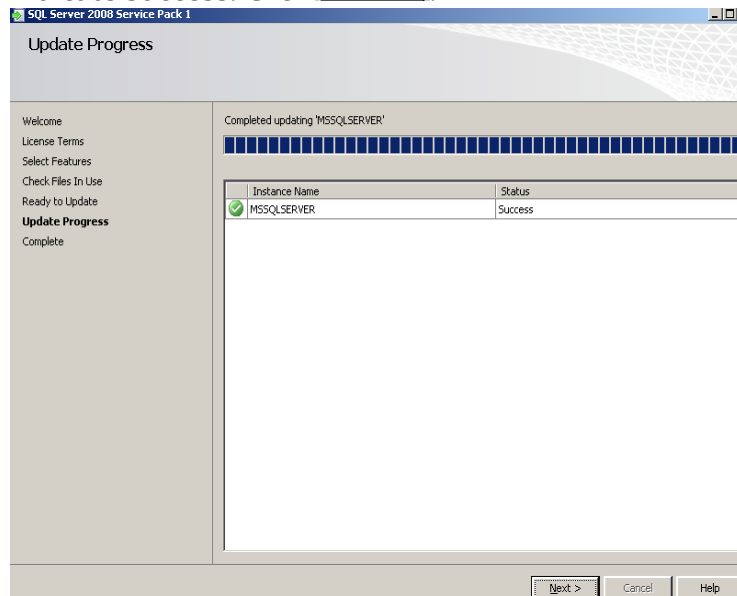 SQL Server 2008 Service Pack 1
Update Progress
Welcome
License Terms
Select Features
Check Files In Use
Ready to Update
Update Progress
Complete
Completed updating 'MSSQLSERVER'
Instance Name Status
MSSQLSERVER Success
Next > Cancel Help